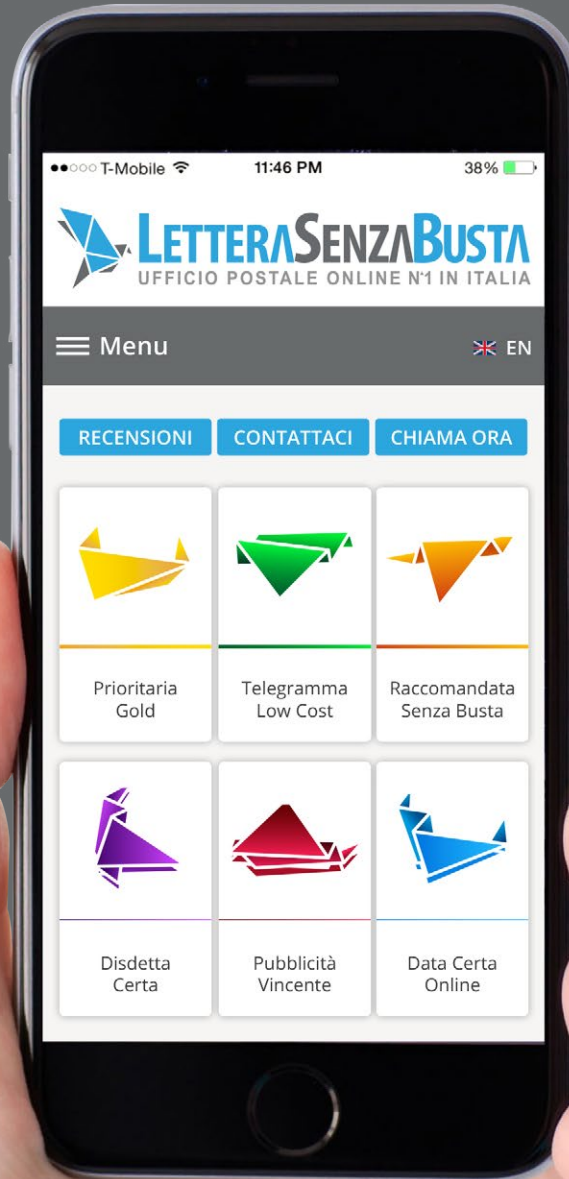 T-Mobile 11:46 PM 38%
LETTERASENZABUSTA
UFFICIO POSTALE ONLINE N°1 IN ITALIA
Menu EN
RECENSIONI CONTATTACI CHIAMA ORA
Prioritaria
Gold
Telegramma
Low Cost
Raccomandata
Senza Busta
Disdetta
Certa
Pubblicità
Vincente
Data Certa
Online